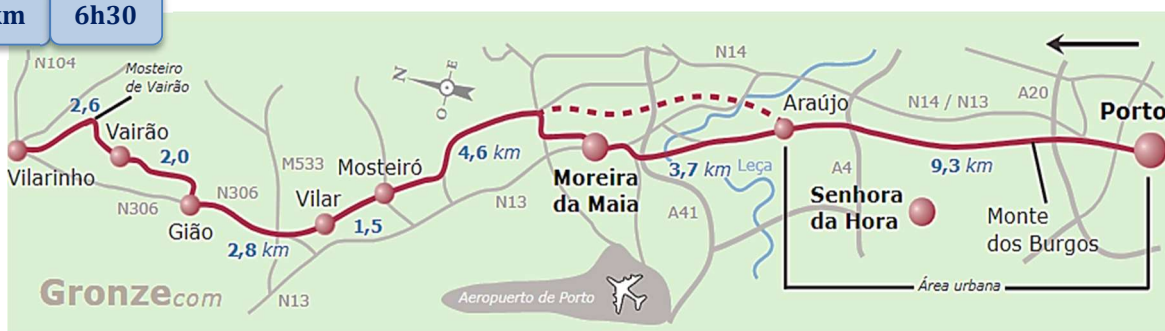 km
6h30
N104
Mosteiro
de Vairão
2,6
Vairão
2,0
Vilarinho
N306
N306
Gião
M533
Vilar
2,8 km
1,5
Mosteiró
N
E
O
4,6 km
N13
N13
Moreira
da Maia
3,7 km
Leça
N14
Araújo
A41
A4
N14 / N13
A20
Porto
9,3 km
Senhora
da Hora
Monte
dos Burgos
Área urbana
Aeropuerto de Porto
Gronze.com